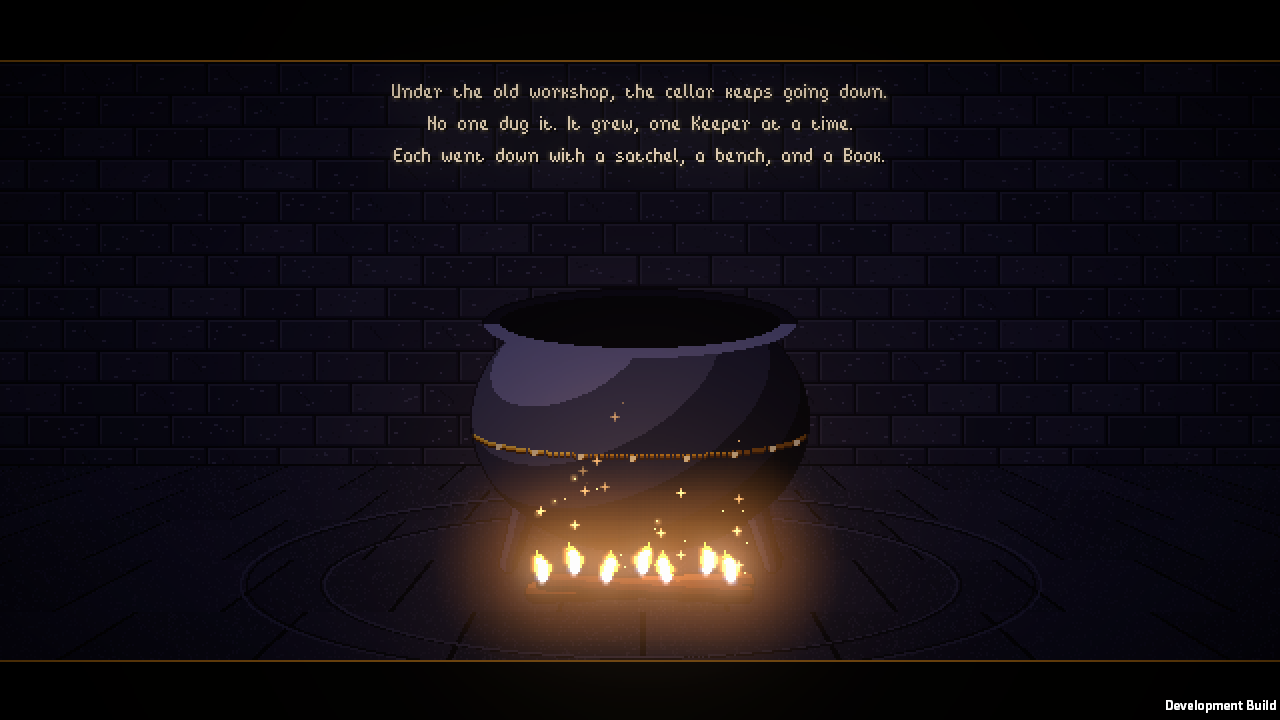 Under the old workshop, the cellar keeps going down.
No one dug it. It grew, one Keeper at a time.
Each went down with a satchel, a bench, and a Book.
Development Build